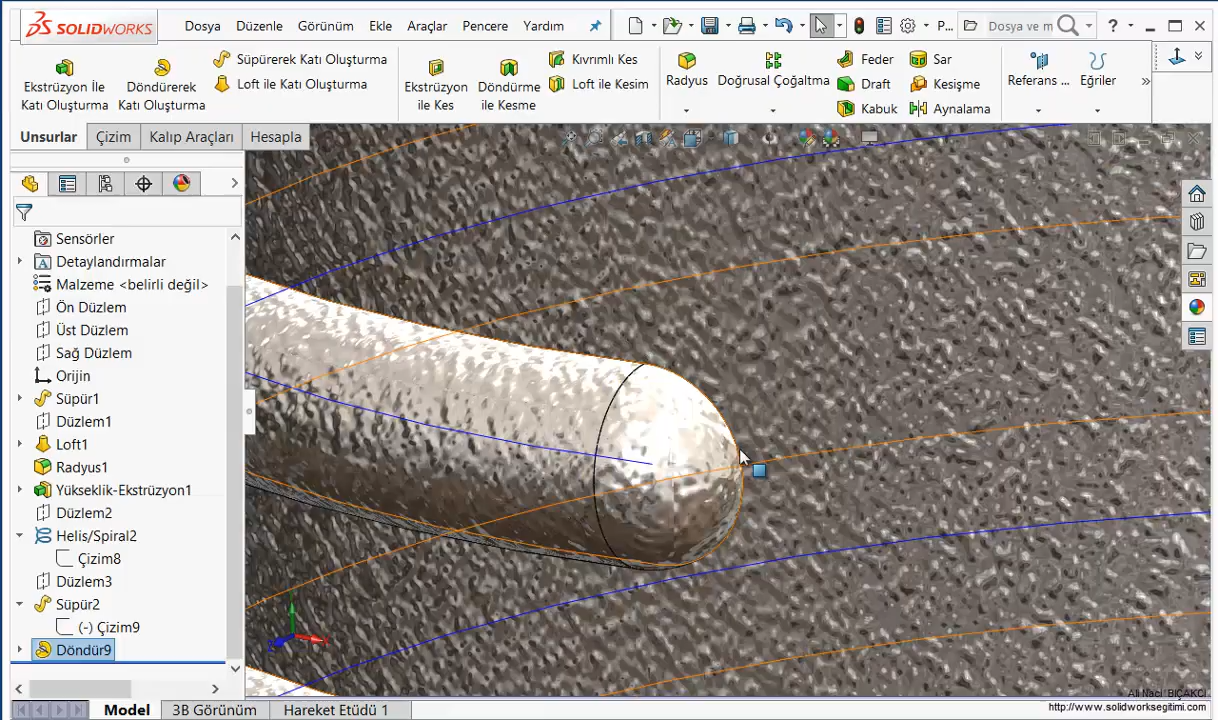 SOLIDWORKS
Dosya Düzenle Görünüm Ekle Araçlar Pencere Yardım
P...
Dosya ve m
?
Ekstrüzyon İle
Katı Oluşturma
Döndürerek
Katı Oluşturma
Süpürerek Katı Oluşturma
Loft ile Katı Oluşturma
Ekstrüzyon
ile Kes
Döndürme
ile Kesme
Kıvrımlı Kes
Loft ile Kesim
Radyus
Doğrusal Çoğaltma
Feder
Draft
Kabuk
Sar
Kesişme
Aynalama
Referans ...
Eğriler
Unsurlar Çizim Kalıp Araçları Hesapla
Sensörler
Detaylandırmalar
Malzeme <belirli değil>
Ön Düzlem
Üst Düzlem
Sağ Düzlem
Orijin
Süpür1
Düzlem1
Loft1
Radyus1
Yükseklik-Ekstrüzyon1
Düzlem2
Helis/Spiral2
Çizim8
Düzlem3
Süpür2
(-) Çizim9
Döndür9
Ali Naci BIÇAKCI
Model 3B Görünüm Hareket Etüdü 1
http://www.solidworksegitimi.com